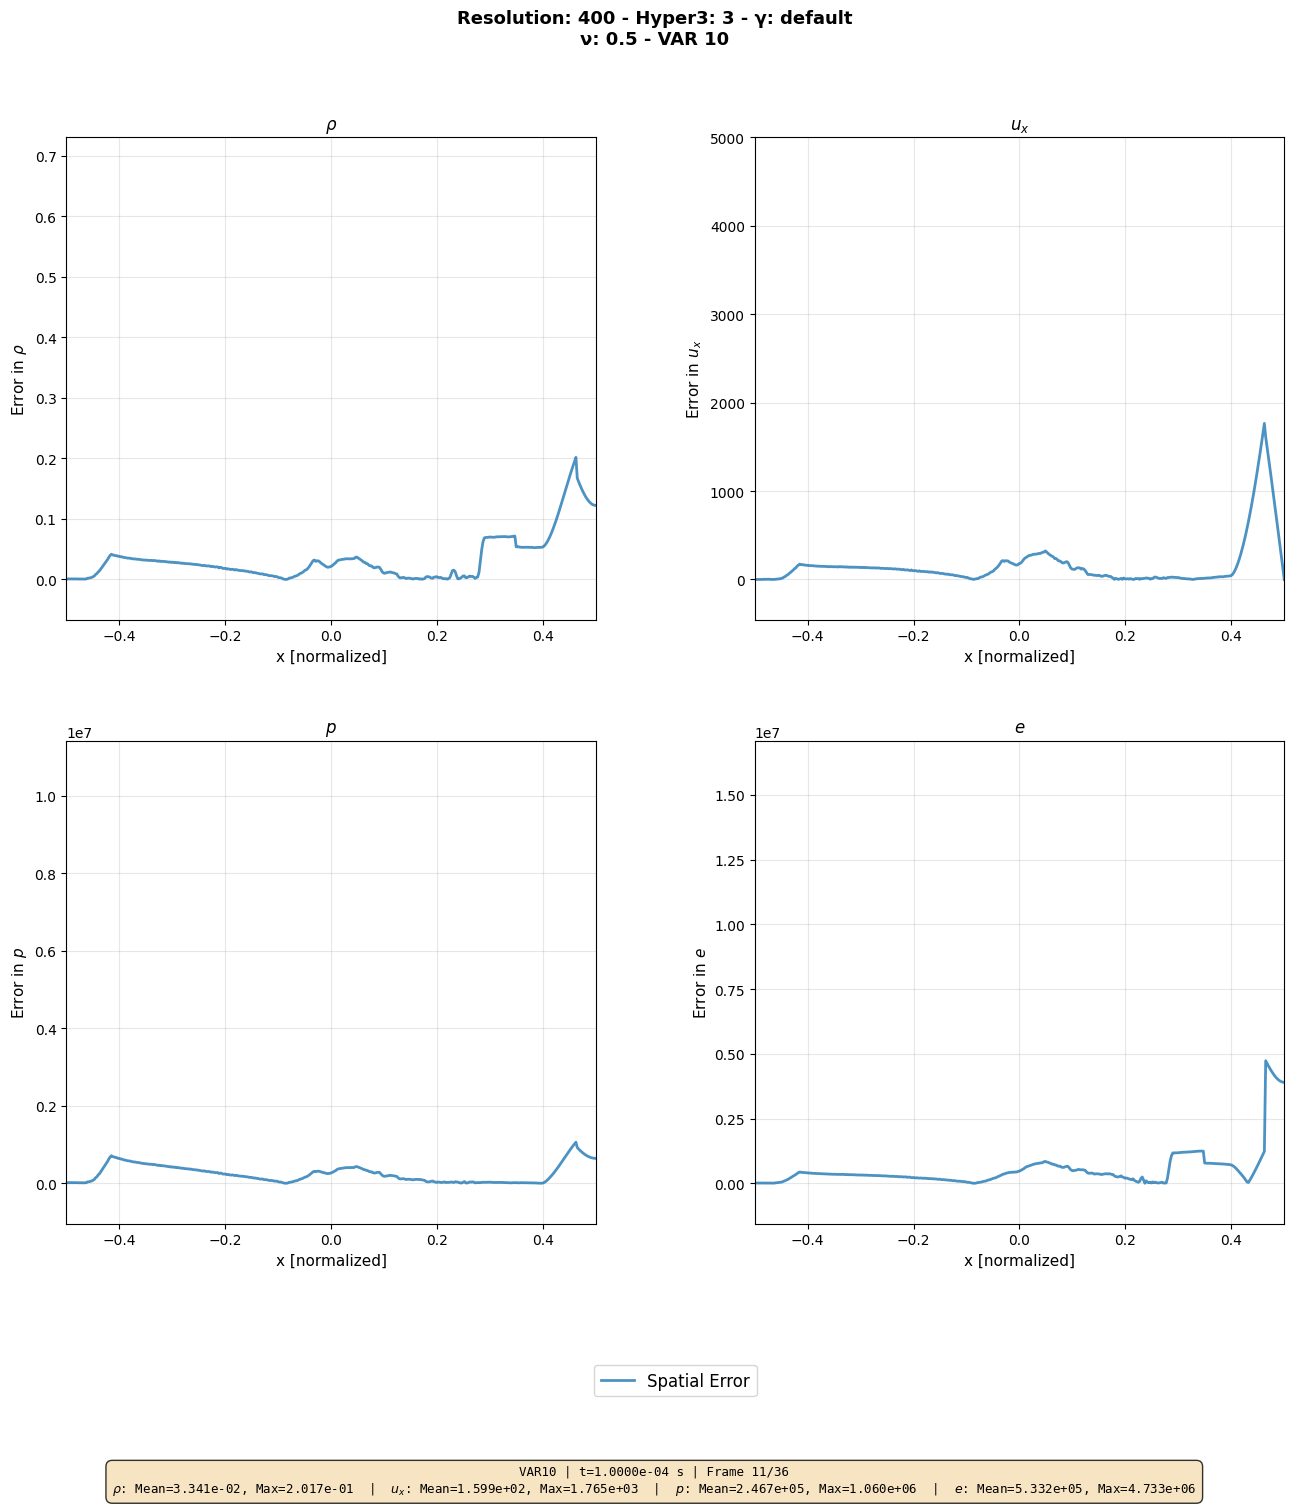 Resolution: 400 - Hyper3: 3 - γ: default
ν: 0.5 - VAR 10
ρ
0.7
0.6
0.5
0.4
0.3
0.2
0.1
0.0
Error in ρ
−0.4 −0.2 0.0 0.2 0.4
x [normalized]
u_x
5000
4000
3000
2000
1000
0
Error in u_x
−0.4 −0.2 0.0 0.2 0.4
x [normalized]
p
1e7
1.0
0.8
0.6
0.4
0.2
0.0
Error in p
−0.4 −0.2 0.0 0.2 0.4
x [normalized]
e
1e7
1.50
1.25
1.00
0.75
0.50
0.25
0.00
Error in e
−0.4 −0.2 0.0 0.2 0.4
x [normalized]
Spatial Error
VAR10 | t=1.0000e-04 s | Frame 11/36
ρ: Mean=3.341e-02, Max=2.017e-01 | u_x: Mean=1.599e+02, Max=1.765e+03 | p: Mean=2.467e+05, Max=1.060e+06 | e: Mean=5.332e+05, Max=4.733e+06